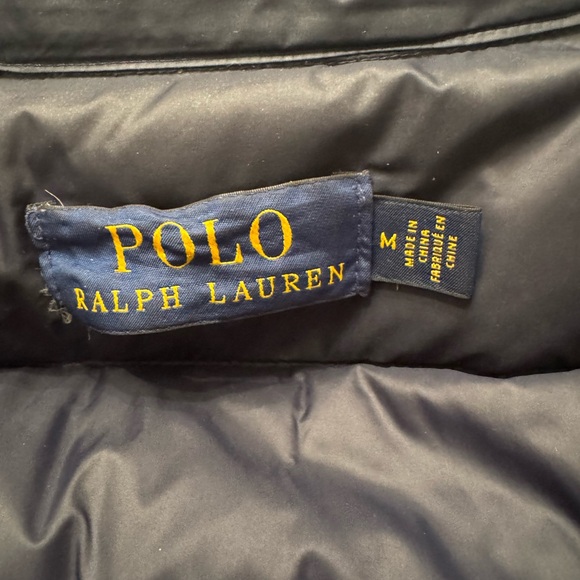 POLO
RALPH LAUREN
M
MADE IN
CHINA
FABRIQUÉ EN
CHINE